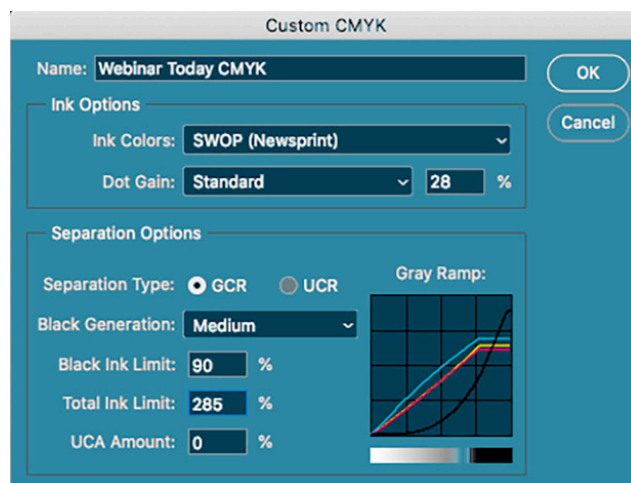 Custom CMYK
Name: Webinar Today CMYK
OK
Ink Options
Cancel
Ink Colors: SWOP (Newsprint)
Dot Gain: Standard 28 %
Separation Options
Separation Type: GCR UCR Gray Ramp:
Black Generation: Medium
Black Ink Limit: 90 %
Total Ink Limit: 285 %
UCA Amount: 0 %